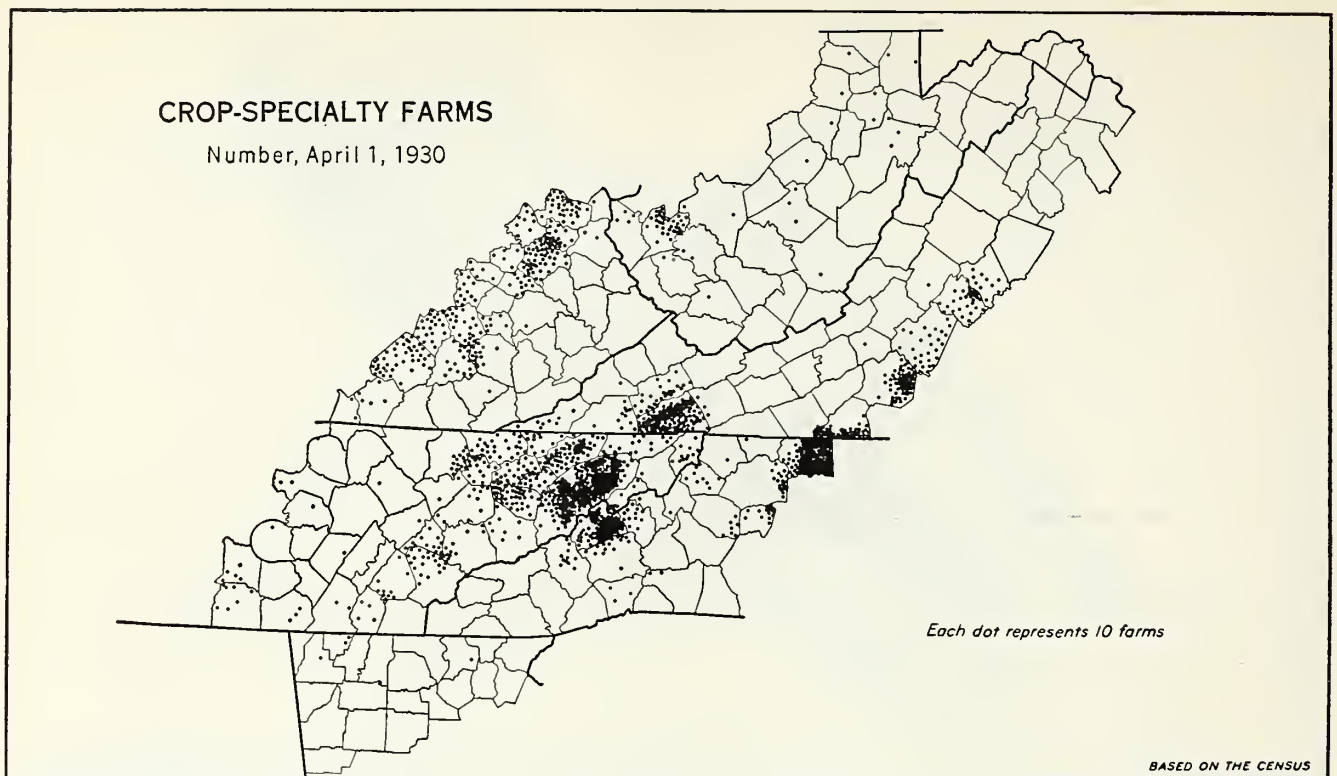 CROP-SPECIALTY FARMS
Number, April 1, 1930
Each dot represents 10 farms
BASED ON THE CENSUS